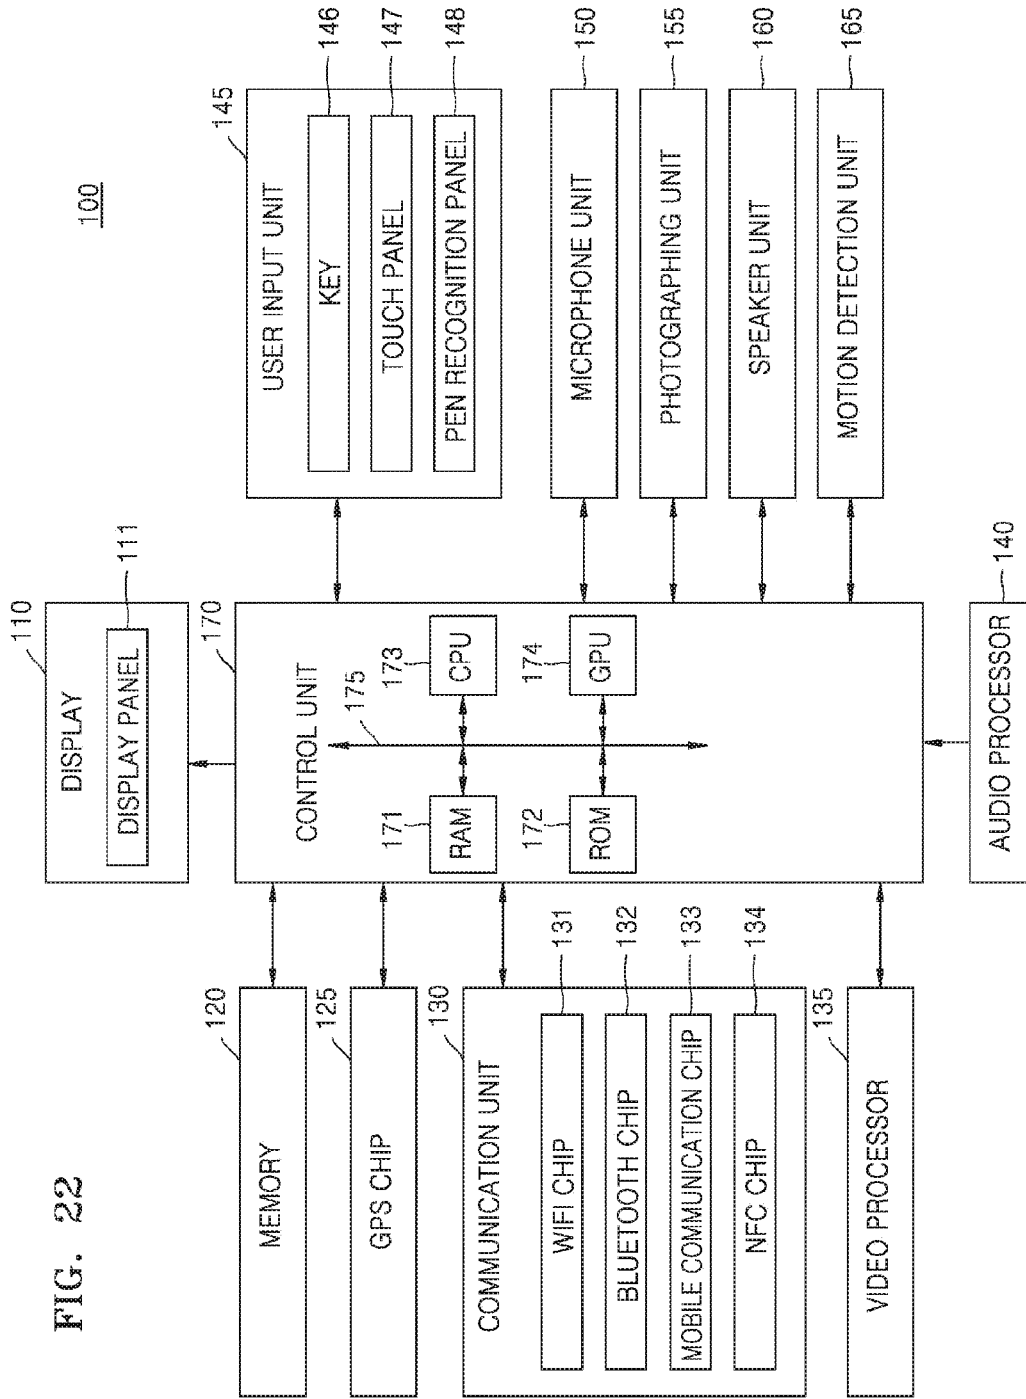 FIG. 22
100
MEMORY
120
GPS CHIP
125
COMMUNICATION UNIT
130
WIFI CHIP
131
BLUETOOTH CHIP
132
MOBILE COMMUNICATION CHIP
133
NFC CHIP
134
VIDEO PROCESSOR
135
DISPLAY
110
DISPLAY PANEL
111
CONTROL UNIT
170
175
RAM
171
ROM
172
CPU
173
GPU
174
AUDIO PROCESSOR
140
USER INPUT UNIT
145
KEY
146
TOUCH PANEL
147
PEN RECOGNITION PANEL
148
MICROPHONE UNIT
150
PHOTOGRAPHING UNIT
155
SPEAKER UNIT
160
MOTION DETECTION UNIT
165